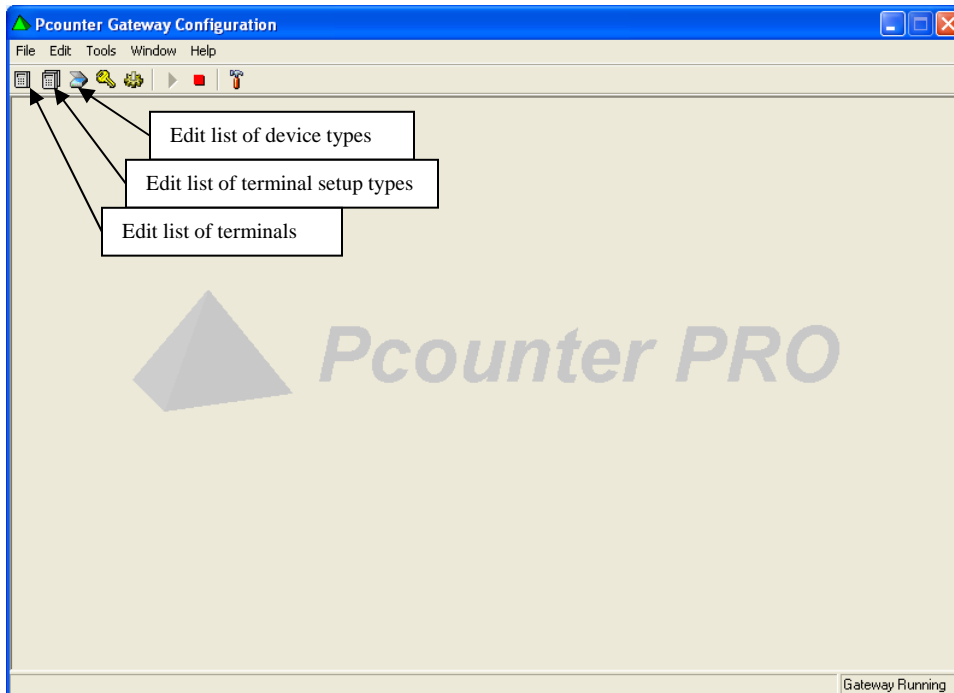 Pcounter Gateway Configuration
File Edit Tools Window Help
Edit list of device types
Edit list of terminal setup types
Edit list of terminals
Pcounter PRO
Gateway Running